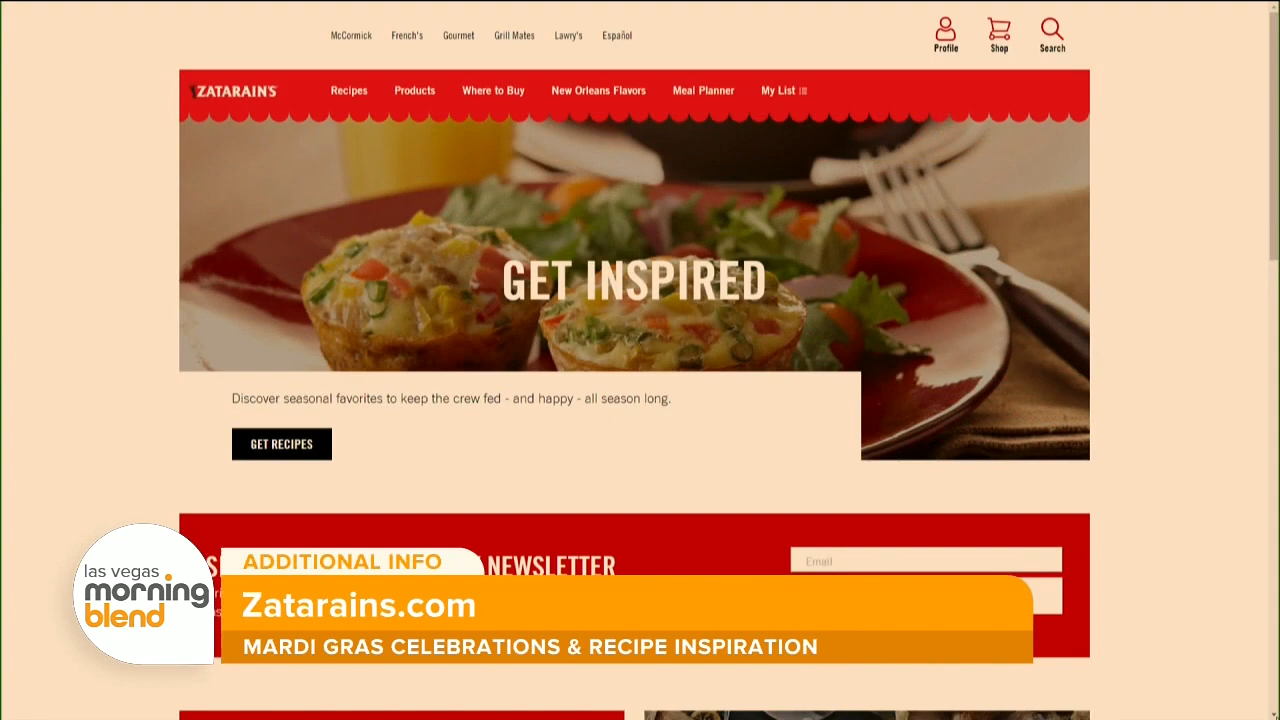 McCormick French's Gourmet Grill Mates Lawry's Español
Profile Shop Search
ZATARAIN'S Recipes Products Where to Buy New Orleans Flavors Meal Planner My List
GET INSPIRED
Discover seasonal favorites to keep the crew fed - and happy - all season long.
GET RECIPES
NEWSLETTER
Email
las vegas
morning
blend
ADDITIONAL INFO
Zatarains.com
MARDI GRAS CELEBRATIONS & RECIPE INSPIRATION